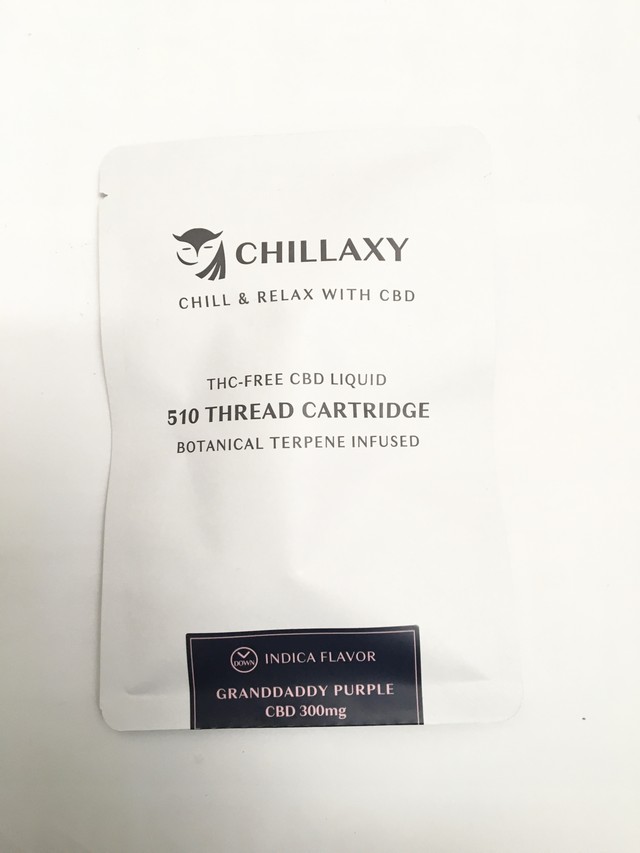 CHILLAXY
CHILL & RELAX WITH CBD
THC-FREE CBD LIQUID
510 THREAD CARTRIDGE
BOTANICAL TERPENE INFUSED
DOWN INDICA FLAVOR
GRANDDADDY PURPLE
CBD 300mg